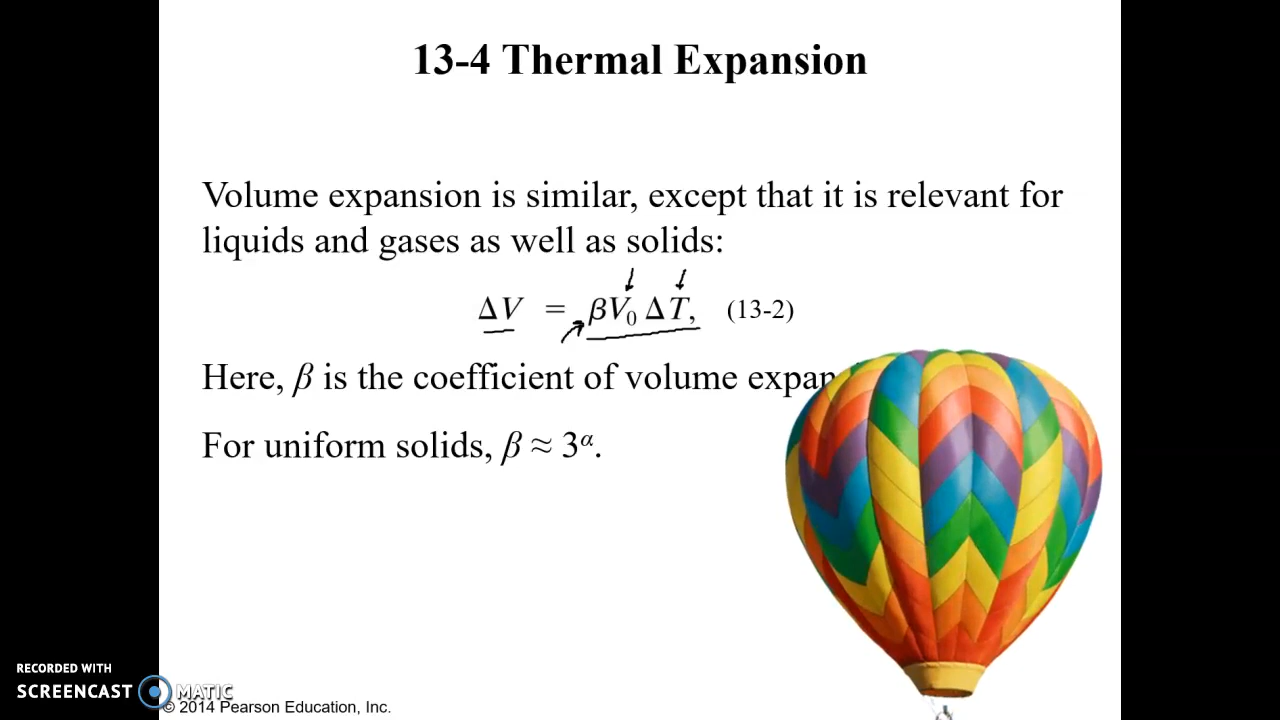 13-4 Thermal Expansion
Volume expansion is similar, except that it is relevant for
liquids and gases as well as solids:
ΔV = βV₀ ΔT, (13-2)
Here, β is the coefficient of volume expan
For uniform solids, β ≈ 3ᵅ.
RECORDED WITH
SCREENCAST MATIC
© 2014 Pearson Education, Inc.